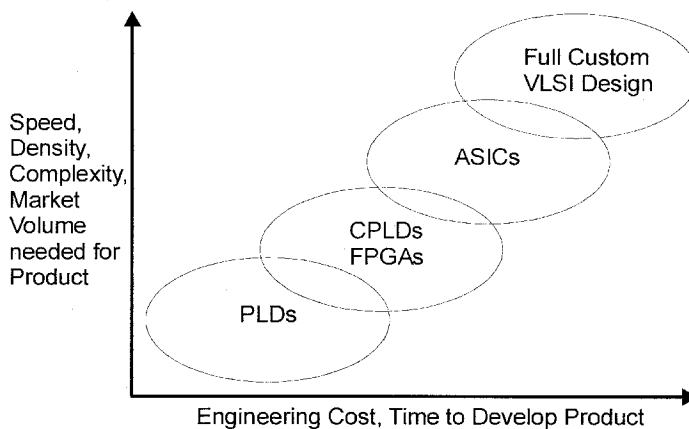 Full Custom
VLSI Design
Speed,
Density,
Complexity,
Market
Volume
needed for
Product
ASICs
CPLDs
FPGAs
PLDs
Engineering Cost, Time to Develop Product